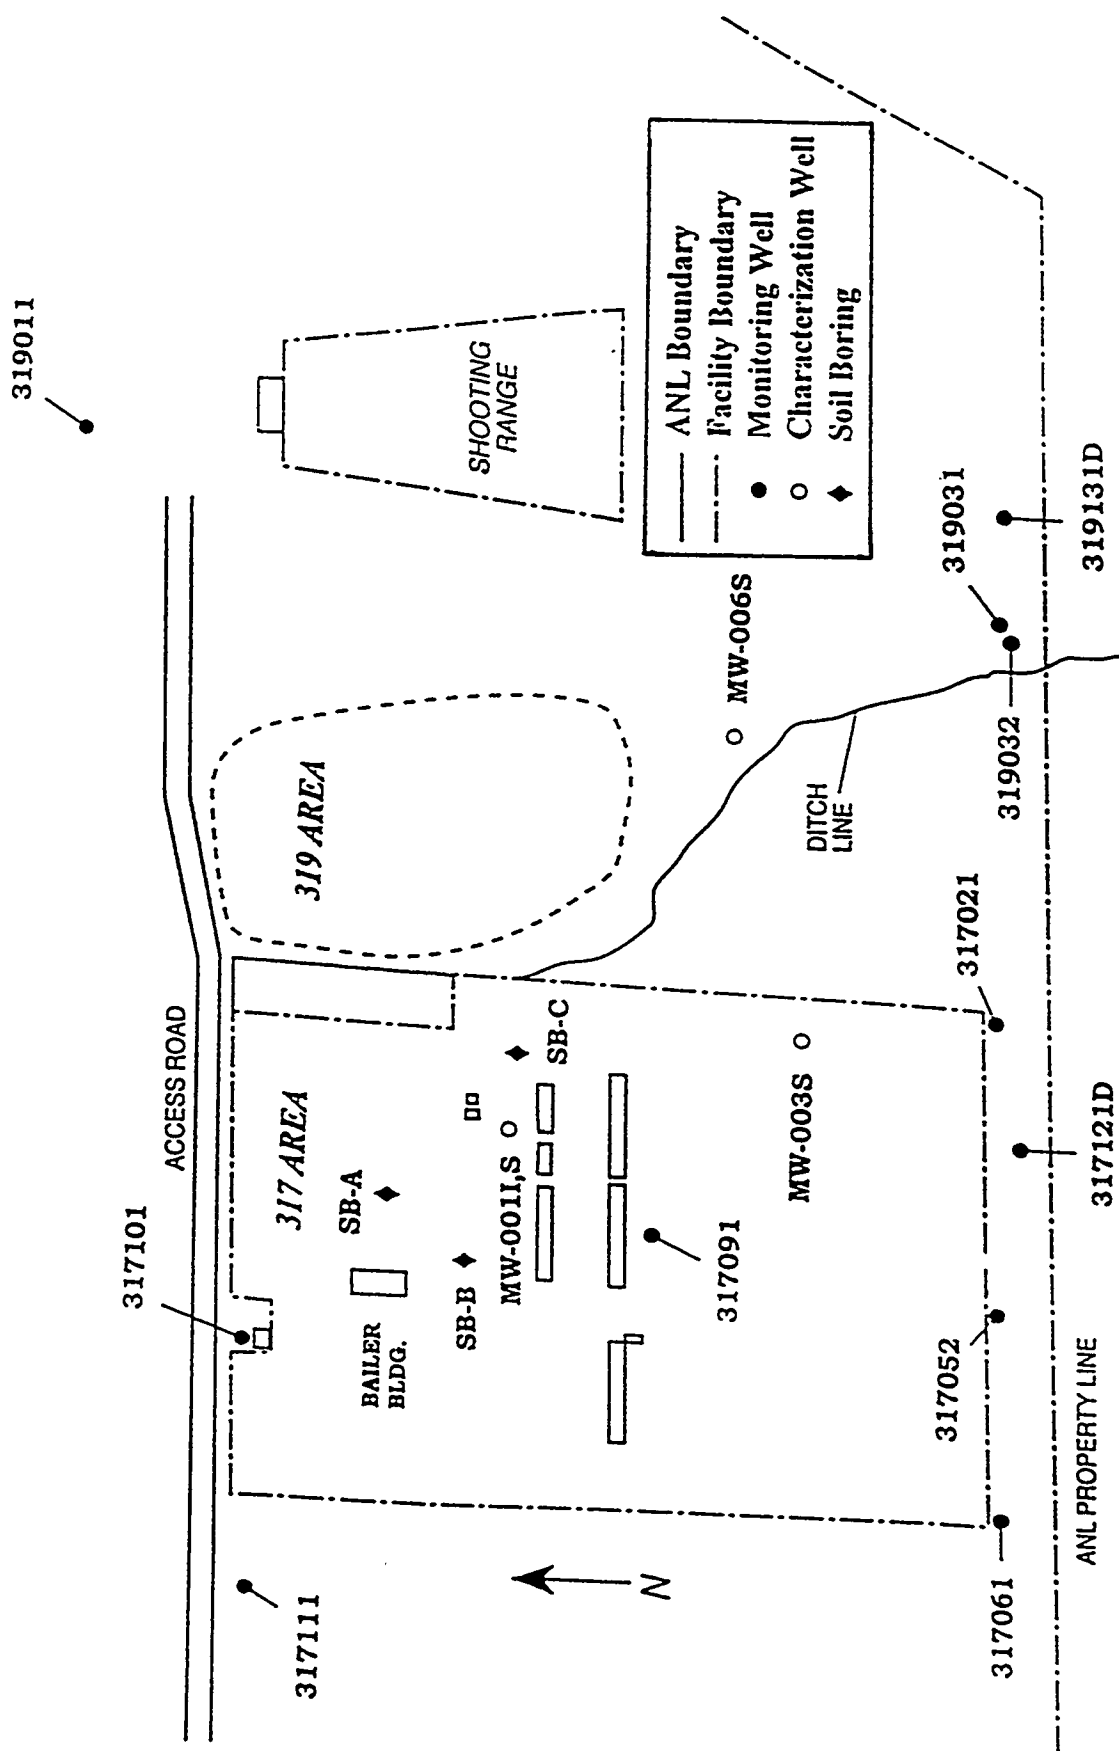 319011
ACCESS ROAD
317101
317111
317 AREA
319 AREA
SHOOTING
RANGE
SB-A
BAILER
BLDG.
SB-B
MW-001I,S
SB-C
317091
MW-003S
MW-006S
DITCH
LINE
ANL Boundary
Facility Boundary
Monitoring Well
Characterization Well
Soil Boring
N
317061
317052
317121D
317021
319032
319031
319131D
ANL PROPERTY LINE